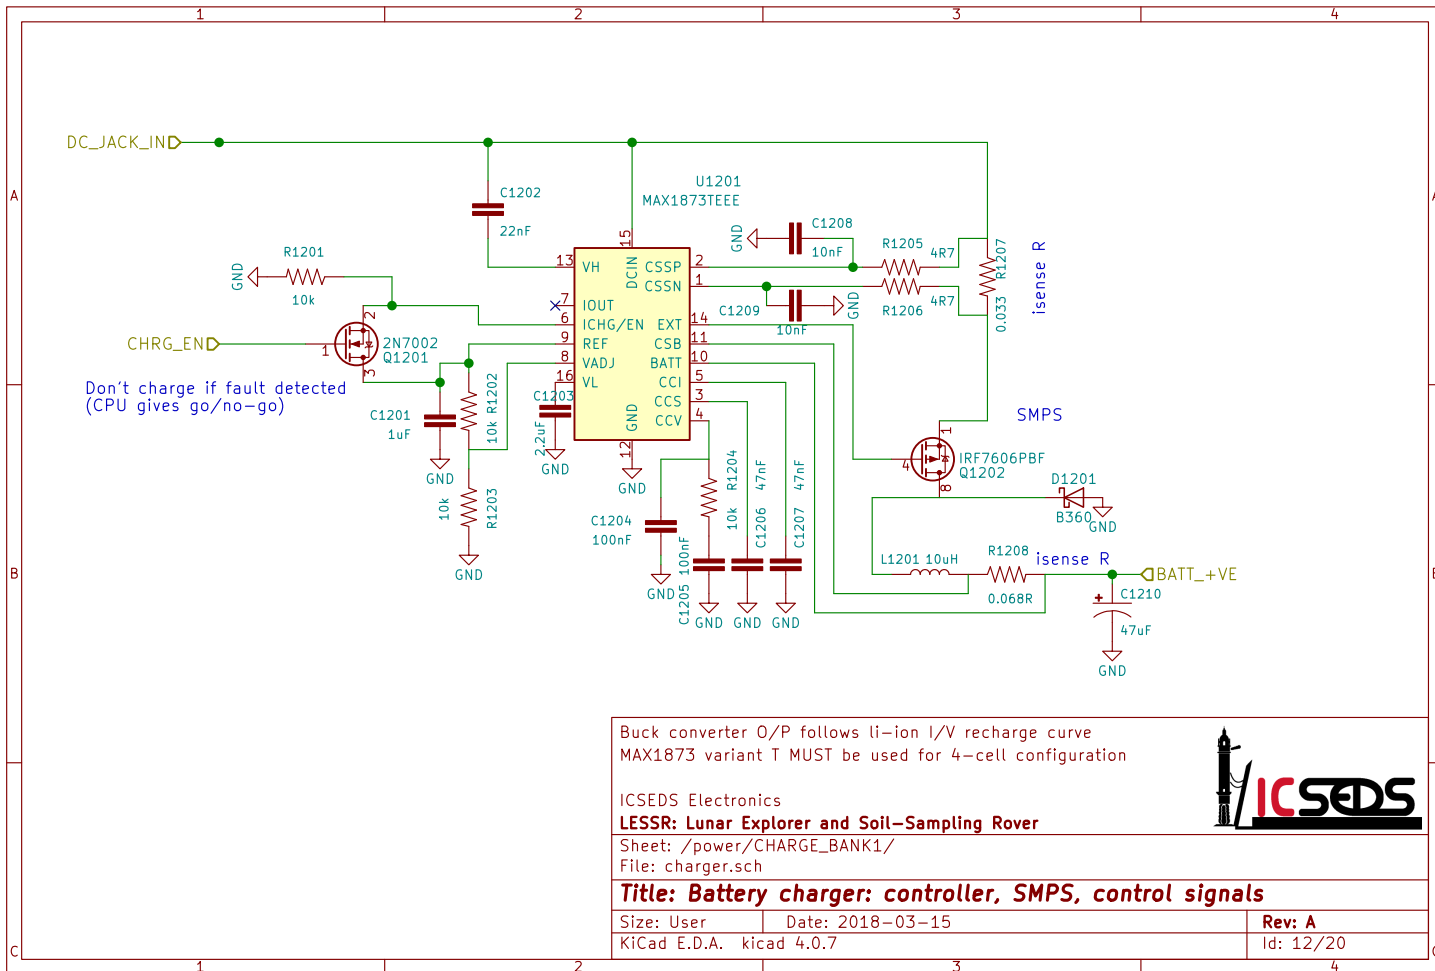 1 2 3 4
DC_JACK_IN
A
A
U1201
MAX1873TEEE
C1202
22nF
C1208
10nF
GND
R1205
4R7
R1207
0.033
isense R
R1201
10k
GND
15
DCIN
13 VH
CSSP 2
CSSN 1
7 IOUT
6 ICHG/EN
EXT 14
9 REF
CSB 11
8 VADJ
BATT 10
16 VL
CCI 5
CCS 3
GND
CCV 4
12
GND
C1209
10nF
GND
4R7
R1206
CHRG_EN
1
2
3
2N7002
Q1201
Don't charge if fault detected
(CPU gives go/no-go)
C1201
1uF
GND
10k R1202
C1203
2.2uF
GND
10k
R1203
GND
SMPS
1
4
8
IRF7606PBF
Q1202
D1201
B360
GND
C1204
100nF
GND
10k R1204
C1205 100nF
GND
C1206 47nF
GND
C1207 47nF
GND
L1201 10uH
R1208
0.068R
isense R
BATT_+VE
C1210
47uF
GND
B
Buck converter O/P follows li-ion I/V recharge curve
MAX1873 variant T MUST be used for 4-cell configuration
ICSEDS Electronics
LESSR: Lunar Explorer and Soil-Sampling Rover
ICSEDS
Sheet: /power/CHARGE_BANK1/
File: charger.sch
Title: Battery charger: controller, SMPS, control signals
Size: User
Date: 2018-03-15
Rev: A
KiCad E.D.A. kicad 4.0.7
Id: 12/20
C
1 2 3 4